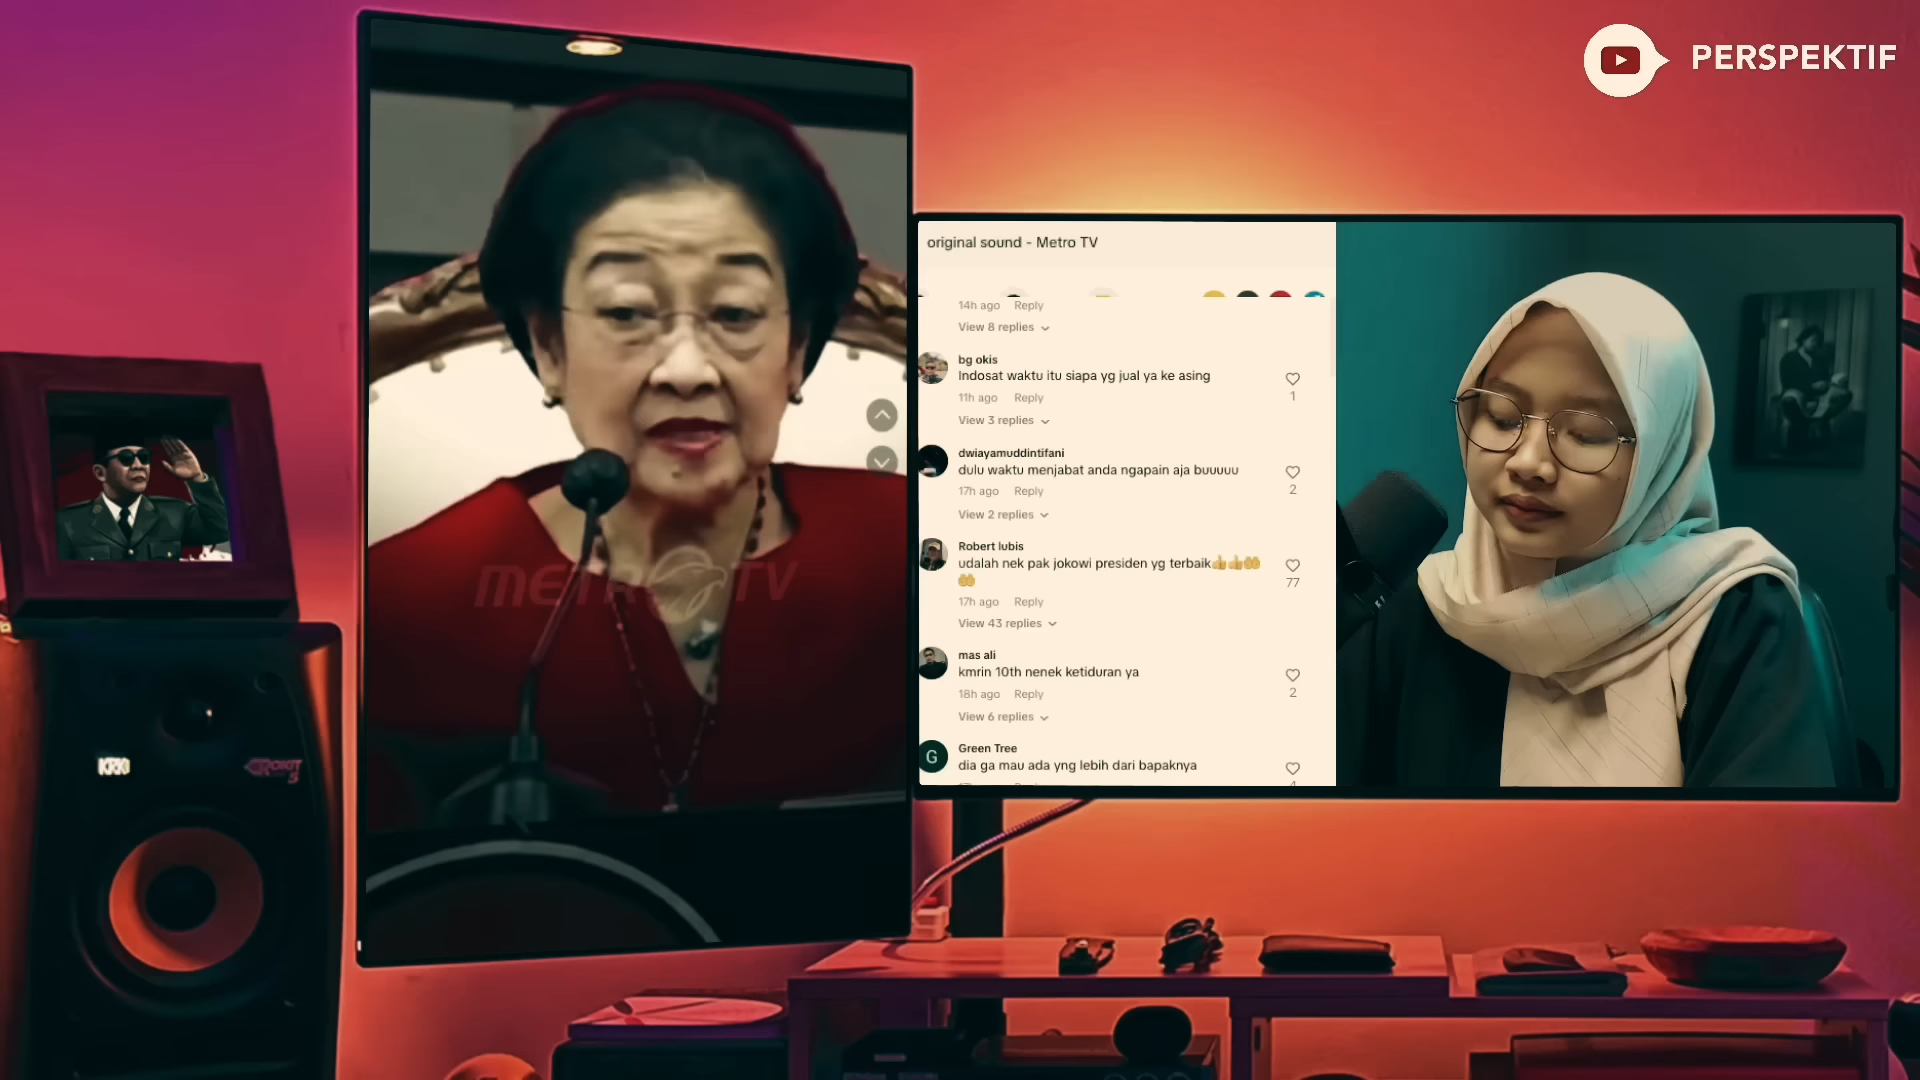 PERSPEKTIF
original sound - Metro TV
14h ago Reply
View 8 replies
bg okis
Indosat waktu itu siapa yg jual ya ke asing
1
11h ago Reply
View 3 replies
dwiayamuddintifani
dulu waktu menjabat anda ngapain aja buuuuu
2
17h ago Reply
View 2 replies
Robert lubis
udalah nek pak jokowi presiden yg terbaik👍👍🤲
🤲
77
17h ago Reply
View 43 replies
mas ali
kmrin 10th nenek ketiduran ya
2
18h ago Reply
View 6 replies
G
Green Tree
dia ga mau ada yng lebih dari bapaknya
METRO TV
KRK
ROKIT
5